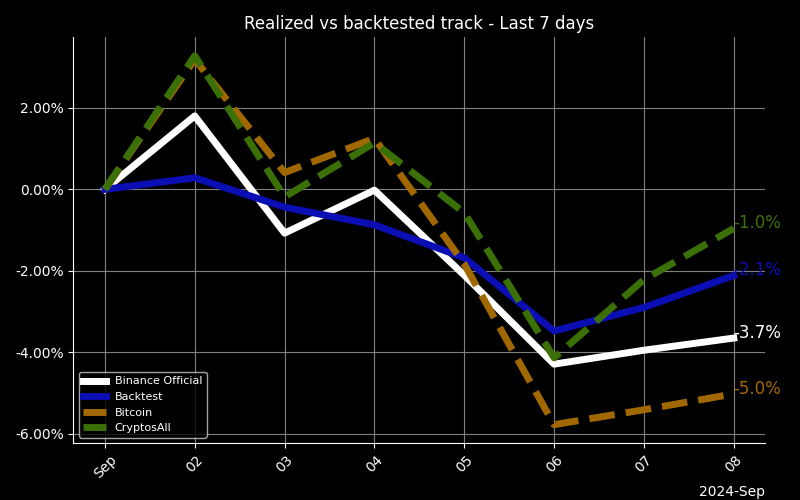 Realized vs backtested track - Last 7 days
2.00%
0.00%
-2.00%
-4.00%
-6.00%
-1.0%
-2.1%
-3.7%
-5.0%
Binance Official
Backtest
Bitcoin
CryptosAll
Sep 02 03 04 05 06 07 08
2024-Sep